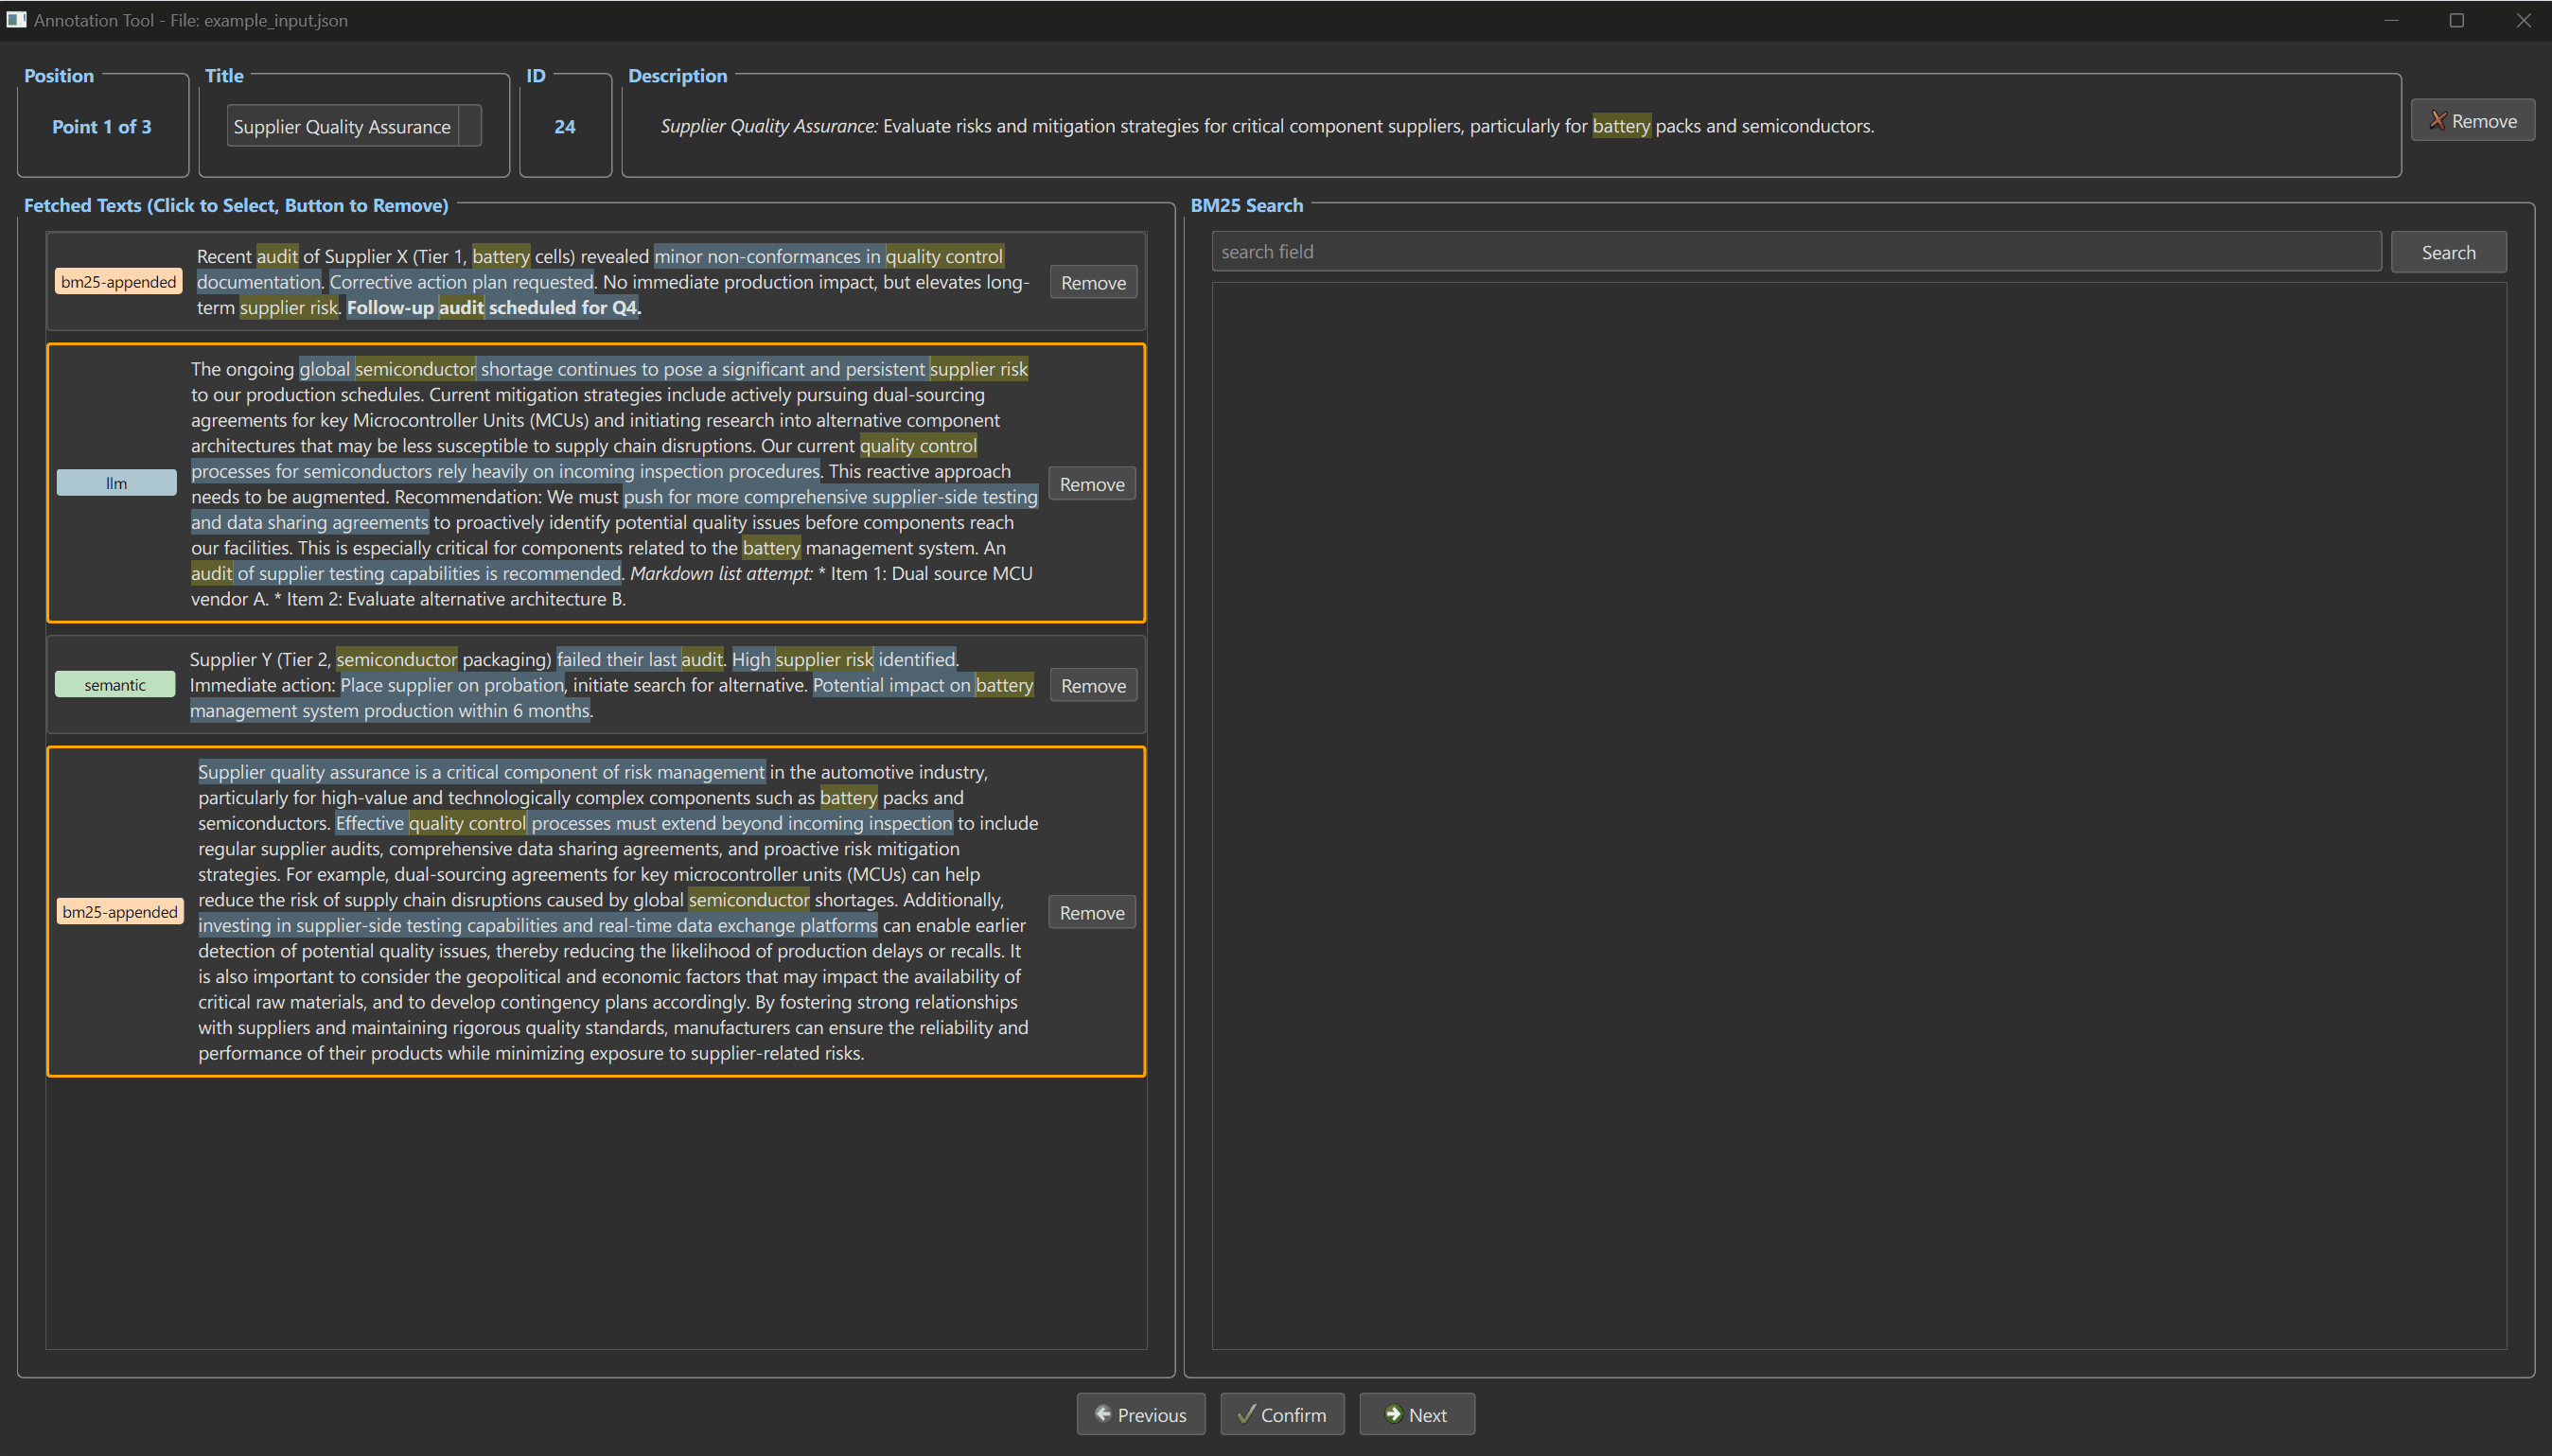 Annotation Tool - File: example_input.json
Position
Title
ID
Description
Point 1 of 3
Supplier Quality Assurance
24
Supplier Quality Assurance: Evaluate risks and mitigation strategies for critical component suppliers, particularly for battery packs and semiconductors.
Remove
Fetched Texts (Click to Select, Button to Remove)
bm25-appended
Recent audit of Supplier X (Tier 1, battery cells) revealed minor non-conformances in quality control
documentation. Corrective action plan requested. No immediate production impact, but elevates long-
term supplier risk. Follow-up audit scheduled for Q4.
Remove
llm
The ongoing global semiconductor shortage continues to pose a significant and persistent supplier risk
to our production schedules. Current mitigation strategies include actively pursuing dual-sourcing
agreements for key Microcontroller Units (MCUs) and initiating research into alternative component
architectures that may be less susceptible to supply chain disruptions. Our current quality control
processes for semiconductors rely heavily on incoming inspection procedures. This reactive approach
needs to be augmented. Recommendation: We must push for more comprehensive supplier-side testing
and data sharing agreements to proactively identify potential quality issues before components reach
our facilities. This is especially critical for components related to the battery management system. An
audit of supplier testing capabilities is recommended. Markdown list attempt: * Item 1: Dual source MCU
vendor A. * Item 2: Evaluate alternative architecture B.
Remove
semantic
Supplier Y (Tier 2, semiconductor packaging) failed their last audit. High supplier risk identified.
Immediate action: Place supplier on probation, initiate search for alternative. Potential impact on battery
management system production within 6 months.
Remove
bm25-appended
Supplier quality assurance is a critical component of risk management in the automotive industry,
particularly for high-value and technologically complex components such as battery packs and
semiconductors. Effective quality control processes must extend beyond incoming inspection to include
regular supplier audits, comprehensive data sharing agreements, and proactive risk mitigation
strategies. For example, dual-sourcing agreements for key microcontroller units (MCUs) can help
reduce the risk of supply chain disruptions caused by global semiconductor shortages. Additionally,
investing in supplier-side testing capabilities and real-time data exchange platforms can enable earlier
detection of potential quality issues, thereby reducing the likelihood of production delays or recalls. It
is also important to consider the geopolitical and economic factors that may impact the availability of
critical raw materials, and to develop contingency plans accordingly. By fostering strong relationships
with suppliers and maintaining rigorous quality standards, manufacturers can ensure the reliability and
performance of their products while minimizing exposure to supplier-related risks.
Remove
BM25 Search
search field
Search
Previous
Confirm
Next